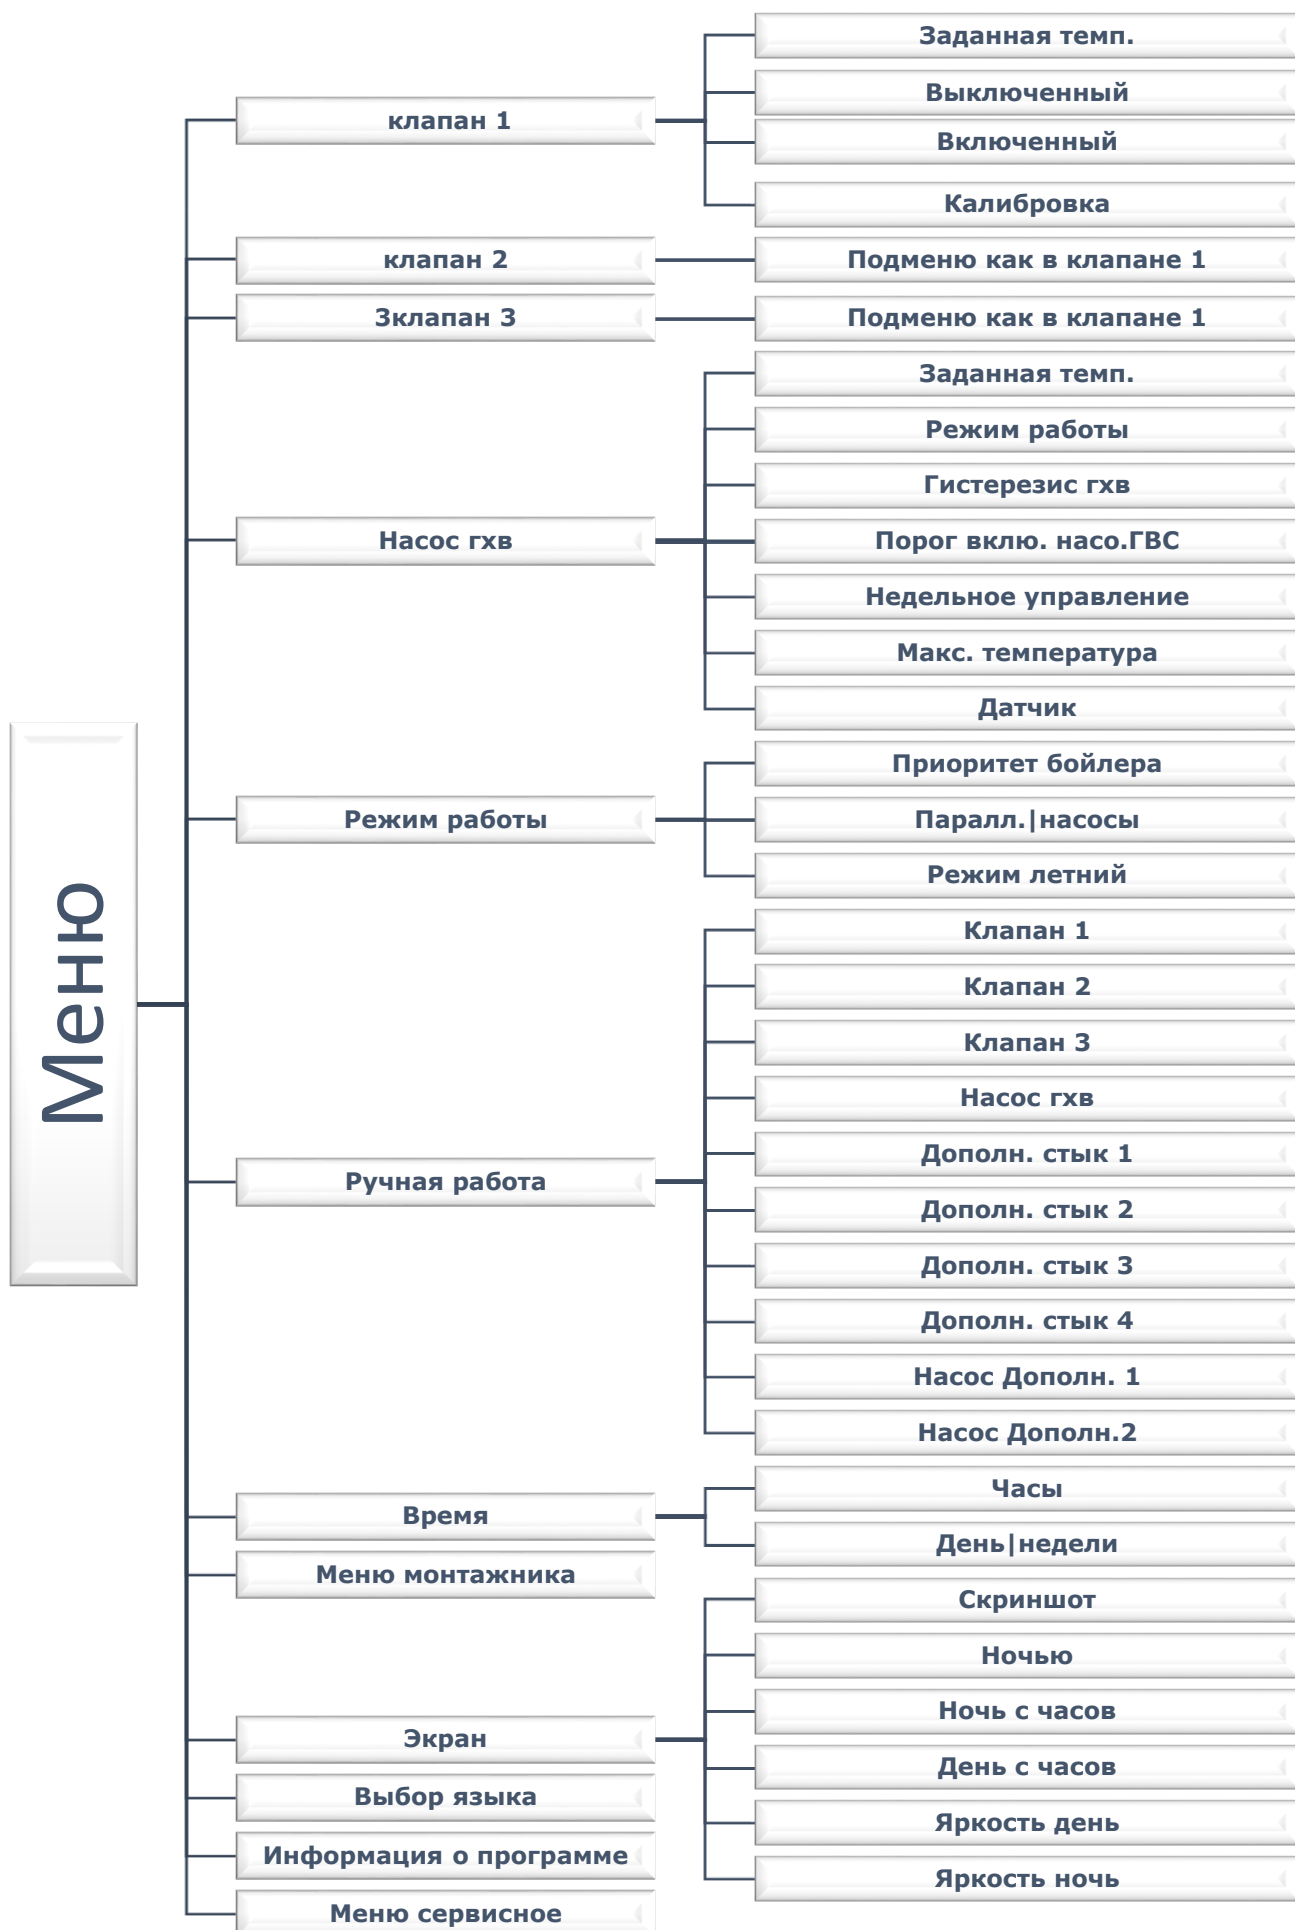 Меню
клапан 1
Заданная темп.
Выключенный
Включенный
Калибровка
клапан 2
Подменю как в клапане 1
3клапан 3
Подменю как в клапане 1
Насос гхв
Заданная темп.
Режим работы
Гистерезис гхв
Порог вклю. насо.ГВС
Недельное управление
Макс. температура
Датчик
Режим работы
Приоритет бойлера
Паралл.|насосы
Режим летний
Ручная работа
Клапан 1
Клапан 2
Клапан 3
Насос гхв
Дополн. стык 1
Дополн. стык 2
Дополн. стык 3
Дополн. стык 4
Насос Дополн. 1
Насос Дополн.2
Время
Часы
День|недели
Меню монтажника
Экран
Скриншот
Ночью
Ночь с часов
День с часов
Яркость день
Яркость ночь
Выбор языка
Информация о программе
Меню сервисное